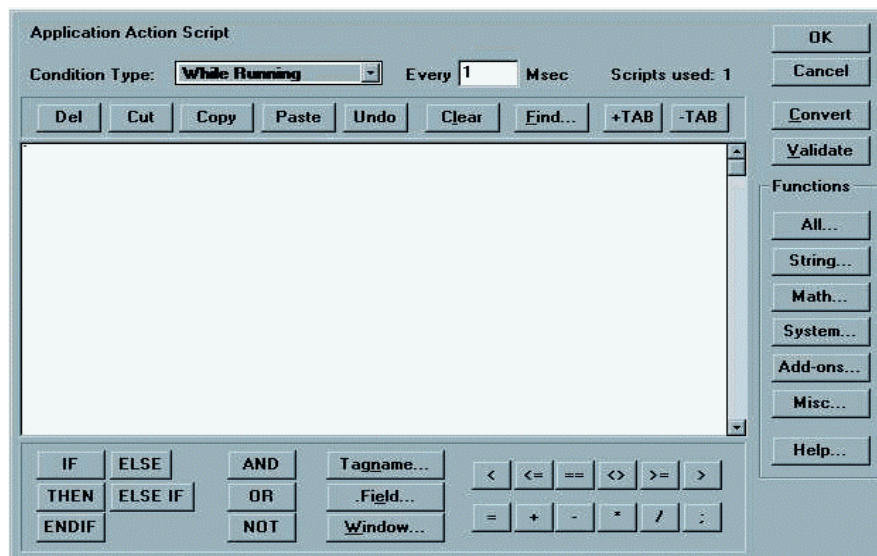 Application Action Script
OK
Condition Type: While Running Every 1 Msec Scripts used: 1
Cancel
Del Cut Copy Paste Undo Clear Find... +TAB -TAB
Convert
Validate
Functions
All...
String...
Math...
System...
Add-ons...
Misc...
Help...
IF ELSE AND Tagname... < <= == <> >= >
THEN ELSE IF OR .Field...
ENDIF NOT Window... = + - * / ;